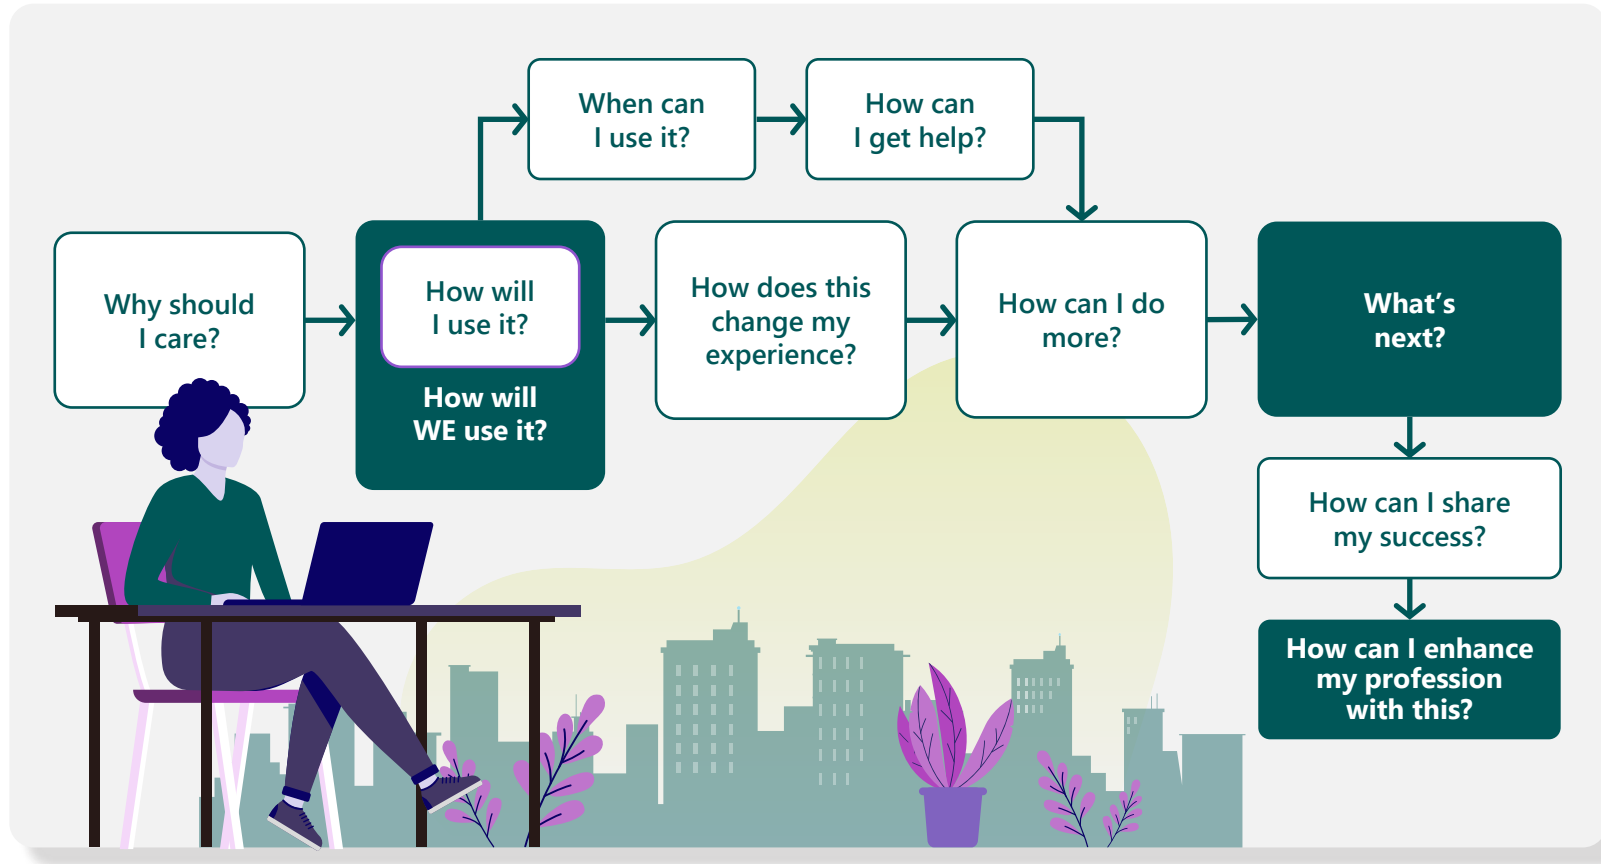 When can
I use it?
How can
I get help?
Why should
I care?
How will
I use it?
How will
WE use it?
How does this
change my
experience?
How can I do
more?
What's
next?
How can I share
my success?
How can I enhance
my profession
with this?